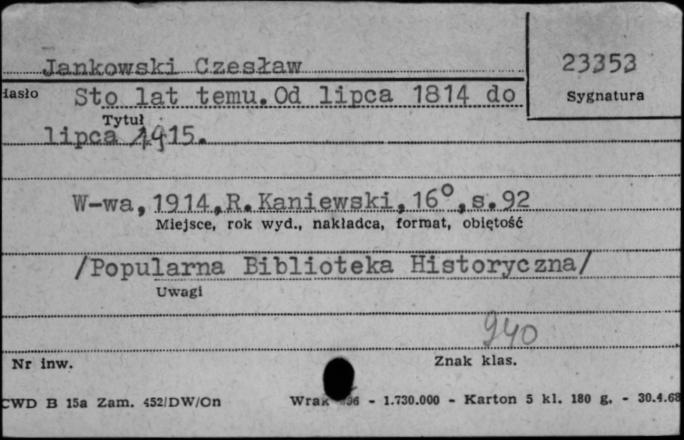 Jankowski Czesław
23353
Hasło
Sygnatura
Sto lat temu. Od lipca 1814 do
Tytuł
lipca 1915.
W-wa, 1914, R. Kaniewski, 16°, s. 92
Miejsce, rok wyd., nakładca, format, obiętość
/Popularna Biblioteka Historyczna/
Uwagi
940
Nr inw.
Znak klas.
CWD B 15a Zam. 452/DW/On
- 1.730.000 - Karton 5 kl. 180 g. - 30.4.68